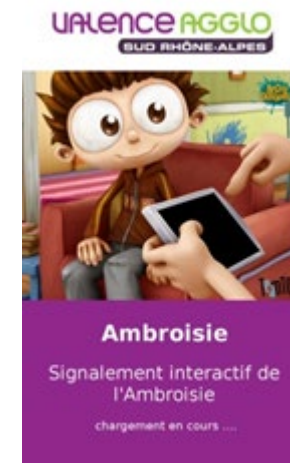 VALENCE AGGLO
SUD RHÔNE-ALPES
Ambroisie
Signalement interactif de
l'Ambroisie
chargement en cours ....